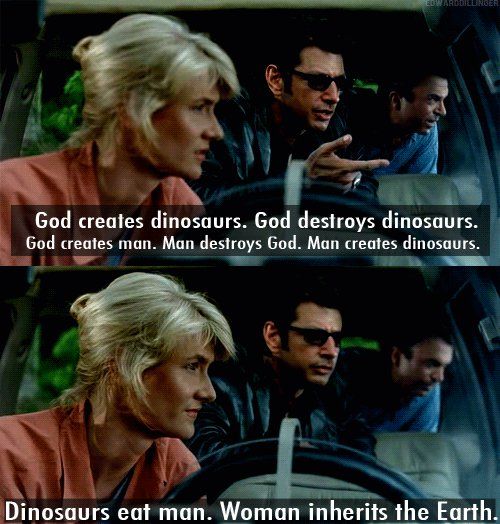 EDWARDDILLINGER
God creates dinosaurs. God destroys dinosaurs.
God creates man. Man destroys God. Man creates dinosaurs.
Dinosaurs eat man. Woman inherits the Earth.